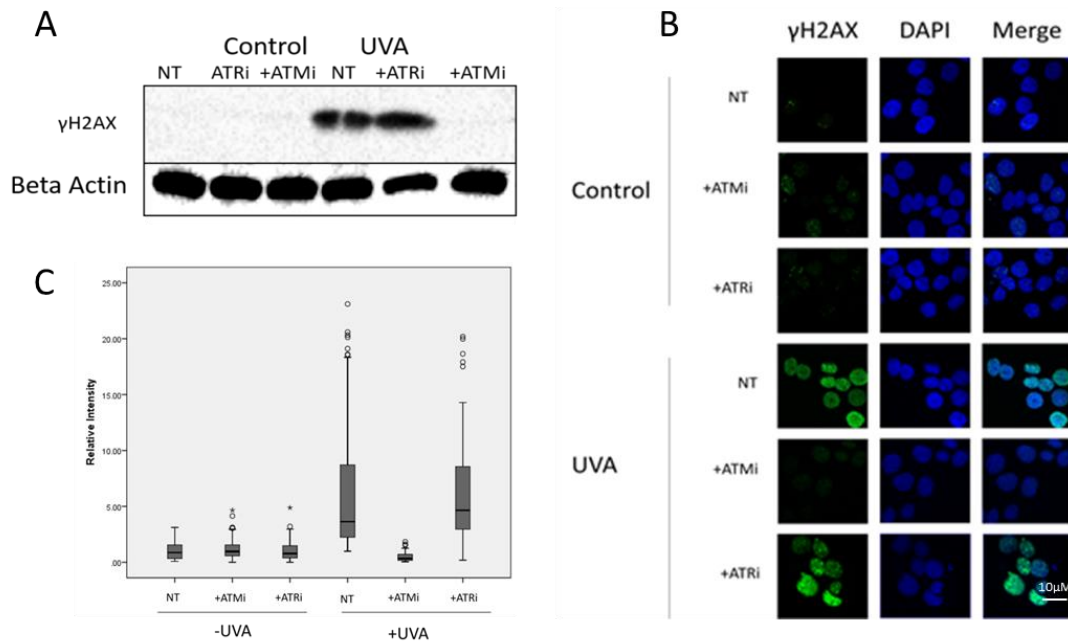 A
Control UVA
NT ATRi +ATMi NT +ATRi +ATMi
γH2AX
Beta Actin
B
γH2AX DAPI Merge
Control
NT
+ATMi
+ATRi
UVA
NT
+ATMi
+ATRi
10μM
C
Relative Intensity
25.00
20.00
15.00
10.00
5.00
.00
NT +ATMi +ATRi NT +ATMi +ATRi
-UVA +UVA